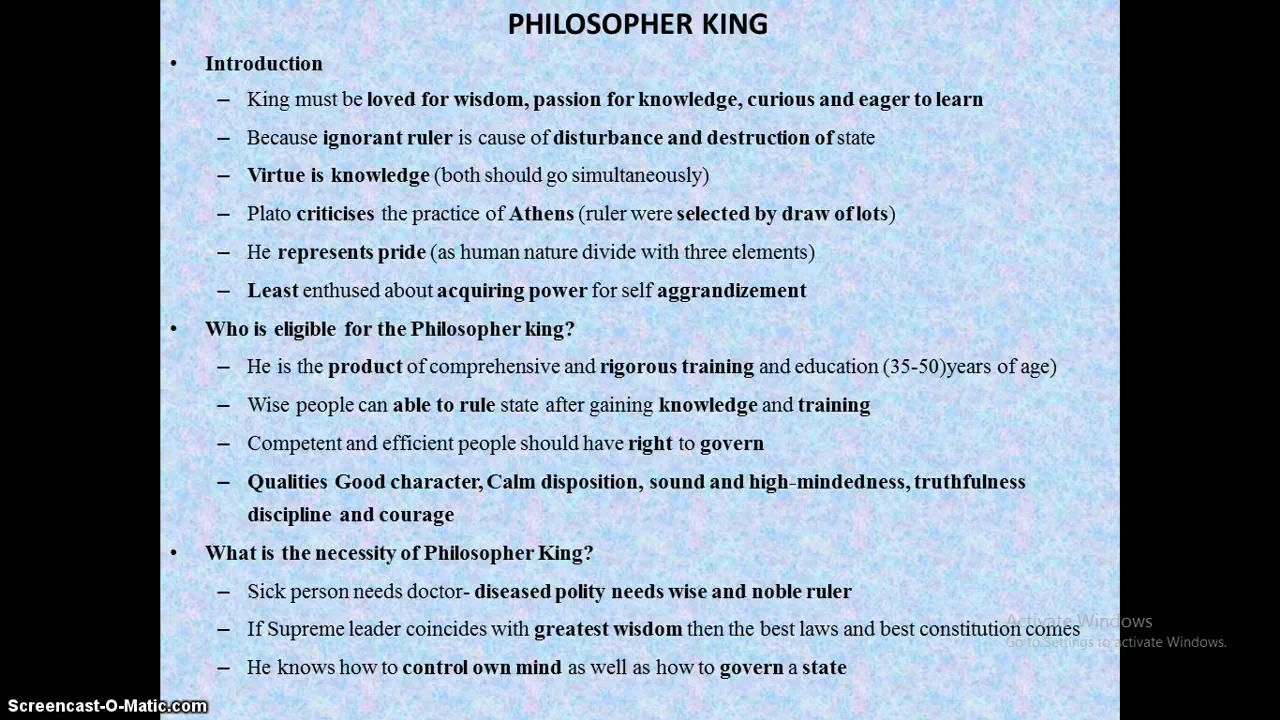 PHILOSOPHER KING
• Introduction
– King must be loved for wisdom, passion for knowledge, curious and eager to learn
– Because ignorant ruler is cause of disturbance and destruction of state
– Virtue is knowledge (both should go simultaneously)
– Plato criticises the practice of Athens (ruler were selected by draw of lots)
– He represents pride (as human nature divide with three elements)
– Least enthused about acquiring power for self aggrandizement
• Who is eligible for the Philosopher king?
– He is the product of comprehensive and rigorous training and education (35-50)years of age)
– Wise people can able to rule state after gaining knowledge and training
– Competent and efficient people should have right to govern
– Qualities Good character, Calm disposition, sound and high-mindedness, truthfulness
discipline and courage
• What is the necessity of Philosopher King?
– Sick person needs doctor- diseased polity needs wise and noble ruler
– If Supreme leader coincides with greatest wisdom then the best laws and best constitution comes
– He knows how to control own mind as well as how to govern a state
Activate Windows
Go to Settings to activate Windows.
Screencast-O-Matic.com